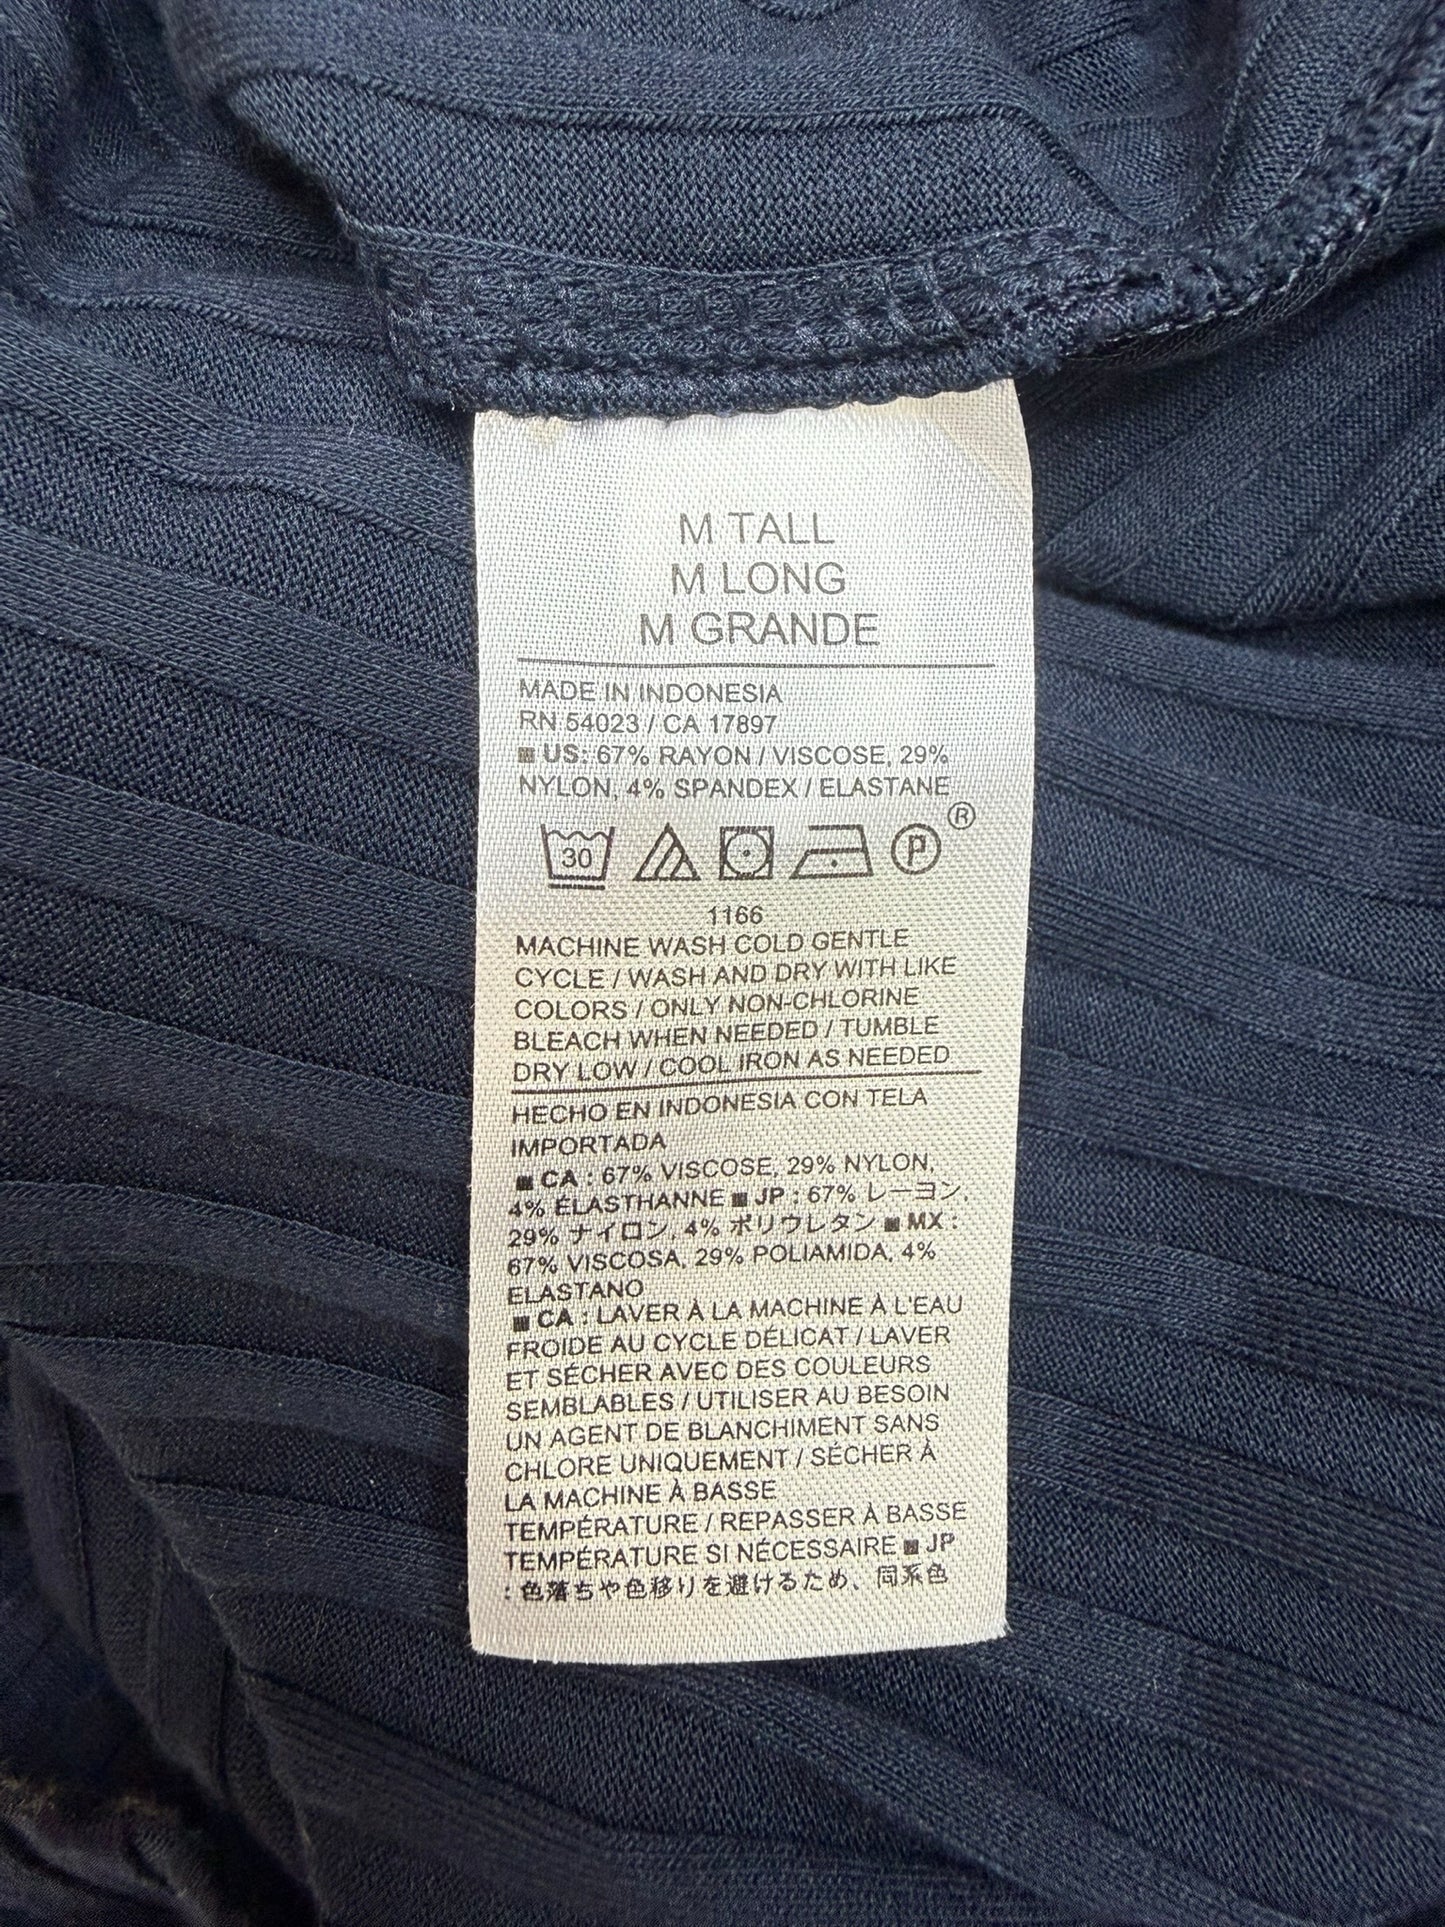 M TALL
M LONG
M GRANDE
MADE IN INDONESIA
RN 54023 / CA 17897
■ US: 67% RAYON / VISCOSE, 29%
NYLON, 4% SPANDEX / ELASTANE
30 P ®
1166
MACHINE WASH COLD GENTLE
CYCLE / WASH AND DRY WITH LIKE
COLORS / ONLY NON-CHLORINE
BLEACH WHEN NEEDED / TUMBLE
DRY LOW / COOL IRON AS NEEDED
HECHO EN INDONESIA CON TELA
IMPORTADA
■ CA : 67% VISCOSE, 29% NYLON,
4% ÉLASTHANNE ■ JP : 67% レーヨン,
29% ナイロン, 4% ポリウレタン ■ MX :
67% VISCOSA, 29% POLIAMIDA, 4%
ELASTANO
■ CA : LAVER À LA MACHINE À L'EAU
FROIDE AU CYCLE DÉLICAT / LAVER
ET SÉCHER AVEC DES COULEURS
SEMBLABLES / UTILISER AU BESOIN
UN AGENT DE BLANCHIMENT SANS
CHLORE UNIQUEMENT / SÉCHER À
LA MACHINE À BASSE
TEMPÉRATURE / REPASSER À BASSE
TEMPÉRATURE SI NÉCESSAIRE ■ JP
: 色落ちや色移りを避けるため、同系色